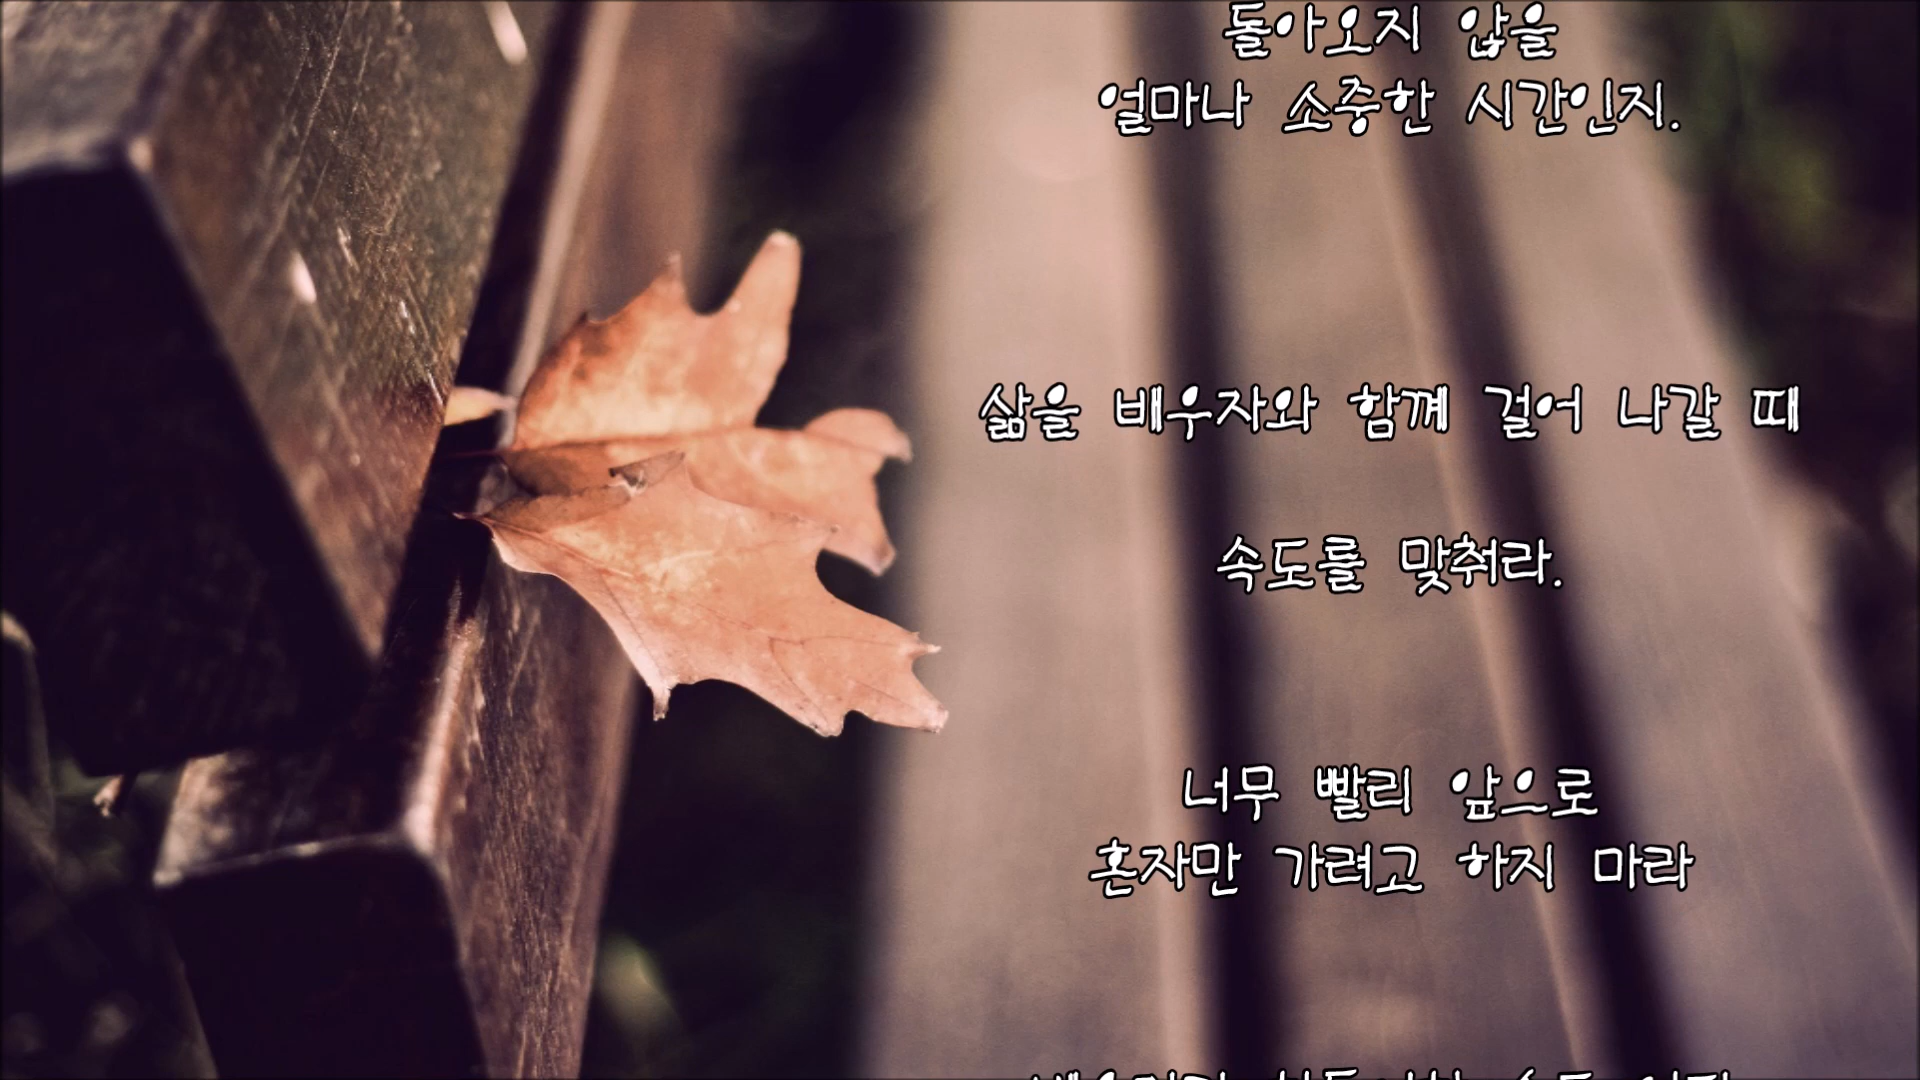 돌아오지 않을
얼마나 소중한 시간인지.
삶을 배우자와 함께 걸어 나갈 때
속도를 맞춰라.
너무 빨리 앞으로
혼자만 가려고 하지 마라